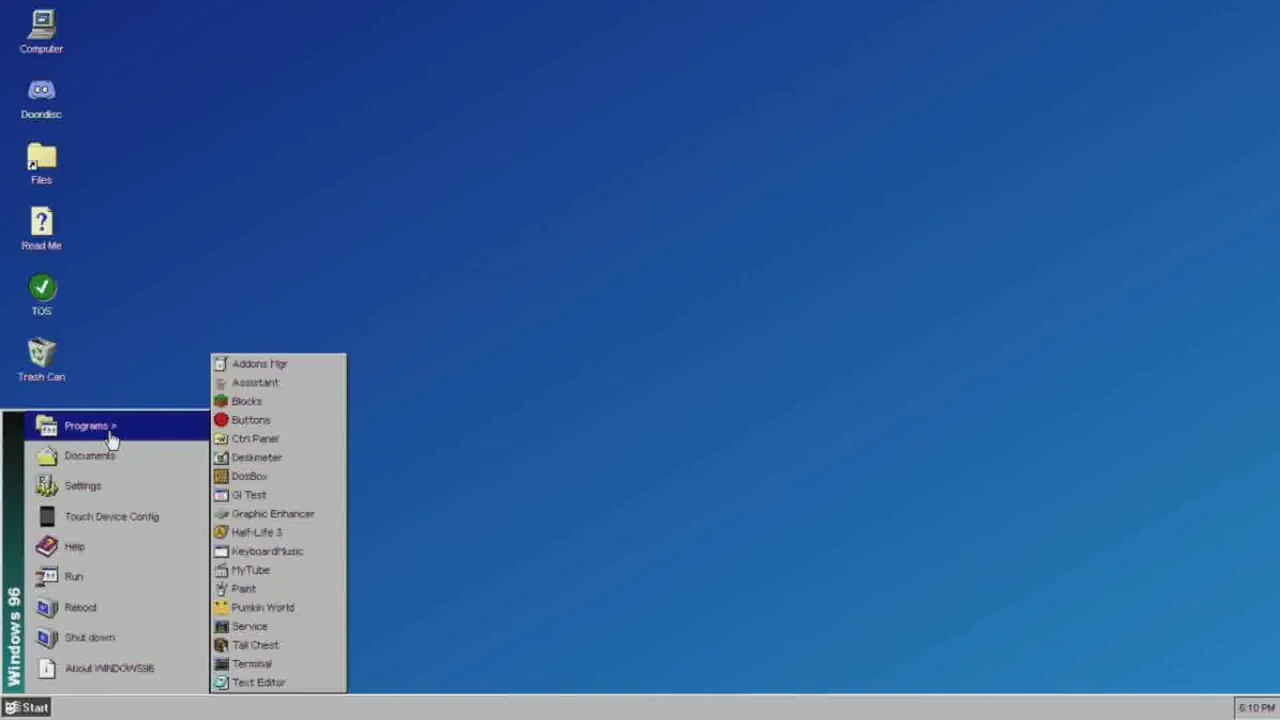 Computer
Doordisc
Files
Read Me
TOS
Trash Can
Programs »
Documents
Settings
Touch Device Config
Help
Run
Reboot
Shut down
About WINDOWS96
Windows 96
Addons Mgr
Assistant
Blocks
Buttons
Ctrl Panel
Deskmeter
DosBox
GI Test
Graphic Enhancer
Half-Life 3
KeyboardMusic
MyTube
Paint
Pumkin World
Service
Tall Chest
Terminal
Text Editor
Start
6:10 PM